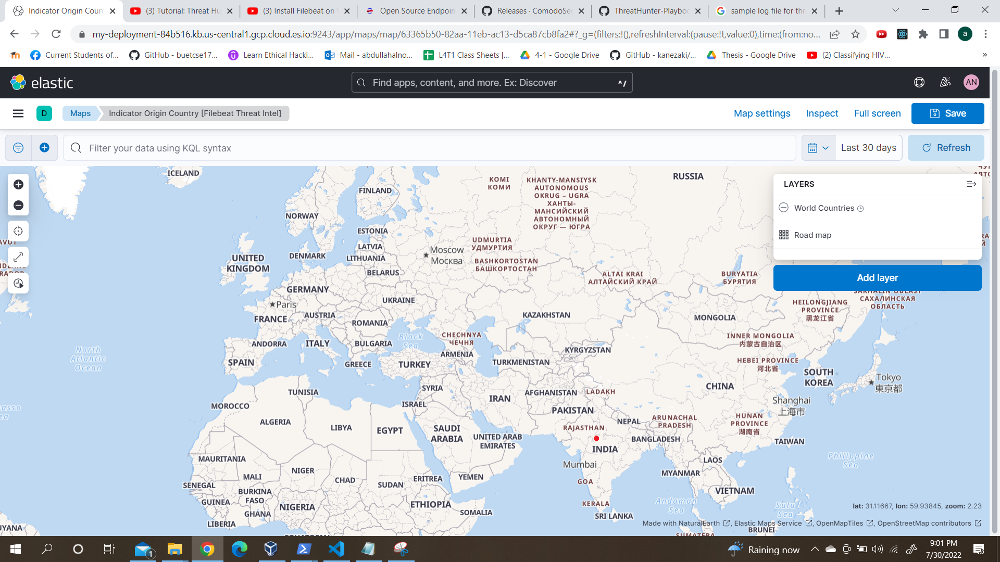 Indicator Origin Coun
(3) Tutorial: Threat Hu
(3) Install Filebeat on
Open Source Endpoin
Releases · ComodoSec
ThreatHunter-Playboo
sample log file for thr
my-deployment-84b516.kb.us-central1.gcp.cloud.es.io:9243/app/maps/map/63365b50-82aa-11eb-ac13-d5ca87cb8fa2#?_g=(filters:!(),refreshInterval:(pause:!t,value:0),time:(from:no...
a
Current Students of...
GitHub - buetcse17...
Learn Ethical Hacki...
Mail - abdullahalno...
L4T1 Class Sheets |...
4-1 - Google Drive
GitHub - kanezaki/...
Thesis - Google Drive
(2) Classifying HIV...
»
elastic
Find apps, content, and more. Ex: Discover
^/
AN
D
Maps
Indicator Origin Country [Filebeat Threat Intel]
Map settings
Inspect
Full screen
Save
Filter your data using KQL syntax
Last 30 days
Refresh
ICELAND
FINLAND
NORWAY
ESTONIA
LATVIA
DENMARK
LITHUANIA
UNITED
KINGDOM
BELARUS
GERMANY
Paris
UKRAINE
FRANCE
AUSTRIA
ROMANIA
ANDORRA
ITALY
BULGARIA
Black
Sea
SPAIN
GREECE
TURKEY
North
Atlantic
Ocean
КОМІ
КОМИ
KHANTY-MANSIYSK
AUTONOMOUS
OKRUG – UGRA
ХАНТЫ-
МАНСИЙСКИЙ
АВТОНОМНЫЙ
ОКРУГ — ЮГРА
RUSSIA
UDMURTIA
УДМУРТИЯ
Moscow
Москва
BASHKORTOSTAN
БАШКОРТОСТАН
ALTAI KRAI
АЛТАЙСКИЙ КРАЙ
BURYATIA
БУРЯТИЯ
LAYERS
World Countries
Road map
Add layer
SAKHALIN OBLAST
САХАЛИНСКАЯ
ОБЛАСТЬ
HEILONGJIANG
PROVINCE
黑龙江省
KAZAKHSTAN
MONGOLIA
CHECHNYA
ЧЕЧНЯ
ARMENIA
INNER MONGOLIA
内蒙古自治区
KYRGYZSTAN
TURKMENISTAN
HEBEI PROVINCE
河北省
SOUTH
KOREA
Tokyo
東京都
TUNISIA
SYRIA
AFGHANISTAN
LADAKH
CHINA
MOROCCO
ISRAEL
IRAN
PAKISTAN
Shanghai
上海市
ALGERIA
LIBYA
EGYPT
SAUDI
ARABIA
UNITED ARAB
EMIRATES
RAJASTHAN
NEPAL
ARUNACHAL
PRADESH
HUNAN
PROVINCE
湖南省
INDIA
BANGLADESH
TAIWAN
MAURITANIA
Mumbai
LAOS
Philippine
Sea
MALI
NIGER
CHAD
SUDAN
ERITREA
YEMEN
GOA
MYANMAR
SENEGAL
BURKINA
FASO
VIETNAM
GUINEA
NIGERIA
ETHIOPIA
KERALA
Andaman
Sea
Sulu
Sea
GHANA
SOMALIA
SRI LANKA
LIBERIA
BRUNEI
lat: 31.11667, lon: 59.93845, zoom: 2.23
Made with NaturalEarth, Elastic Maps Service, OpenMapTiles, OpenStreetMap contributors
1
Raining now
9:01 PM
7/30/2022